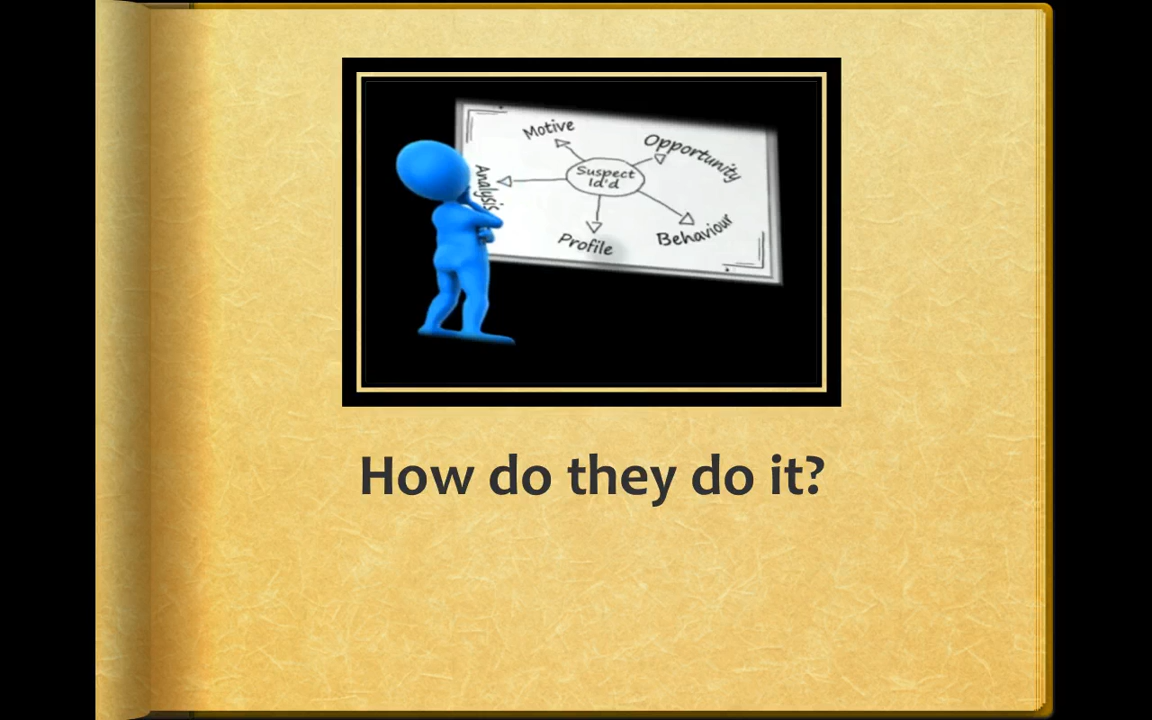 Motive
Opportunity
Suspect
Id'd
Analysis
Profile
Behaviour
How do they do it?